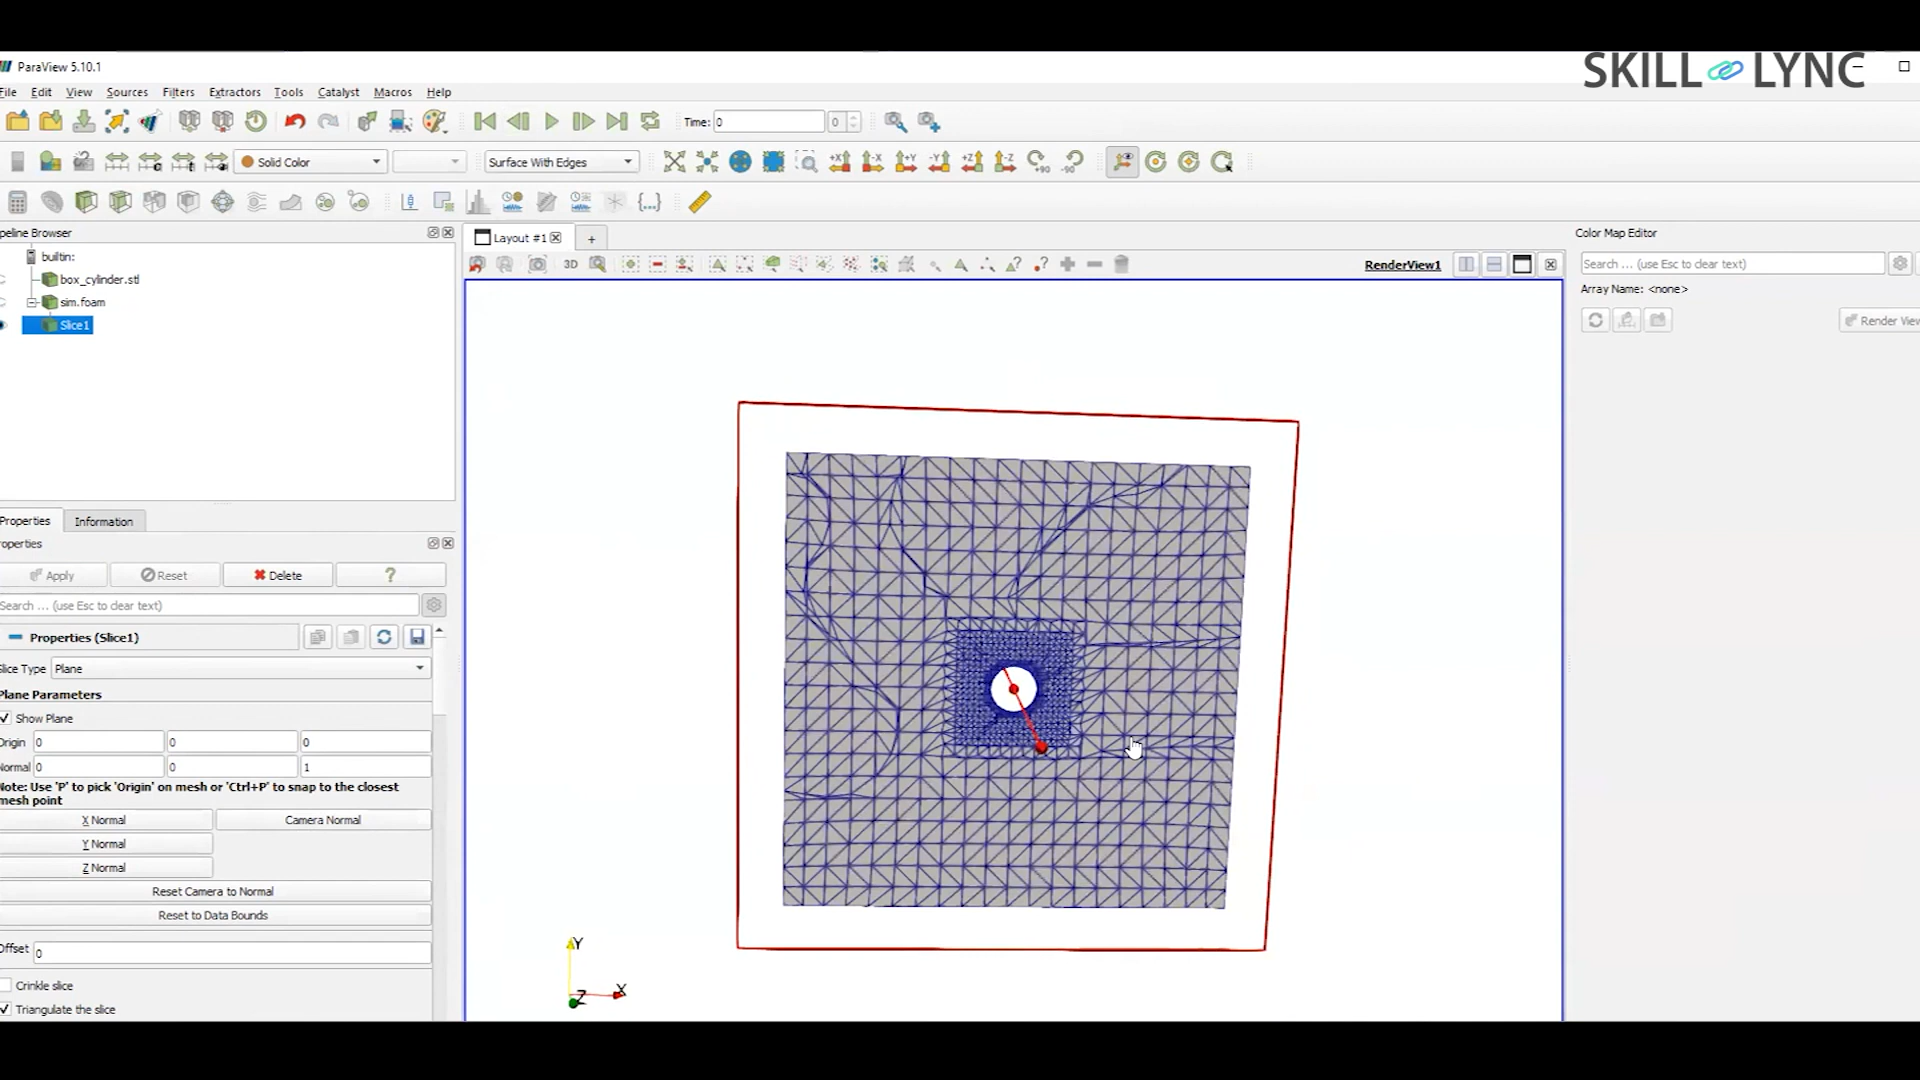 SKILL LYNC
ParaView 5.10.1
File Edit View Sources Filters Extractors Tools Catalyst Macros Help
Time: 0 0
Solid Color Surface With Edges +X -X +Y -Y +Z -Z +90 -90
peline Browser
Layout #1 +
Color Map Editor
builtin:
3D
RenderView1
Search ... (use Esc to clear text)
box_cylinder.stl
Array Name: <none>
sim.foam
Slice1
Render View
Properties Information
roperties
Apply Reset Delete ?
Search ... (use Esc to clear text)
Properties (Slice1)
Slice Type Plane
Plane Parameters
Show Plane
Origin 0 0 0
Normal 0 0 1
Note: Use 'P' to pick 'Origin' on mesh or 'Ctrl+P' to snap to the closest
mesh point
X Normal Camera Normal
Y Normal
Z Normal
Reset Camera to Normal
Reset to Data Bounds
Offset 0
Crinkle slice
Triangulate the slice
Y
Z X